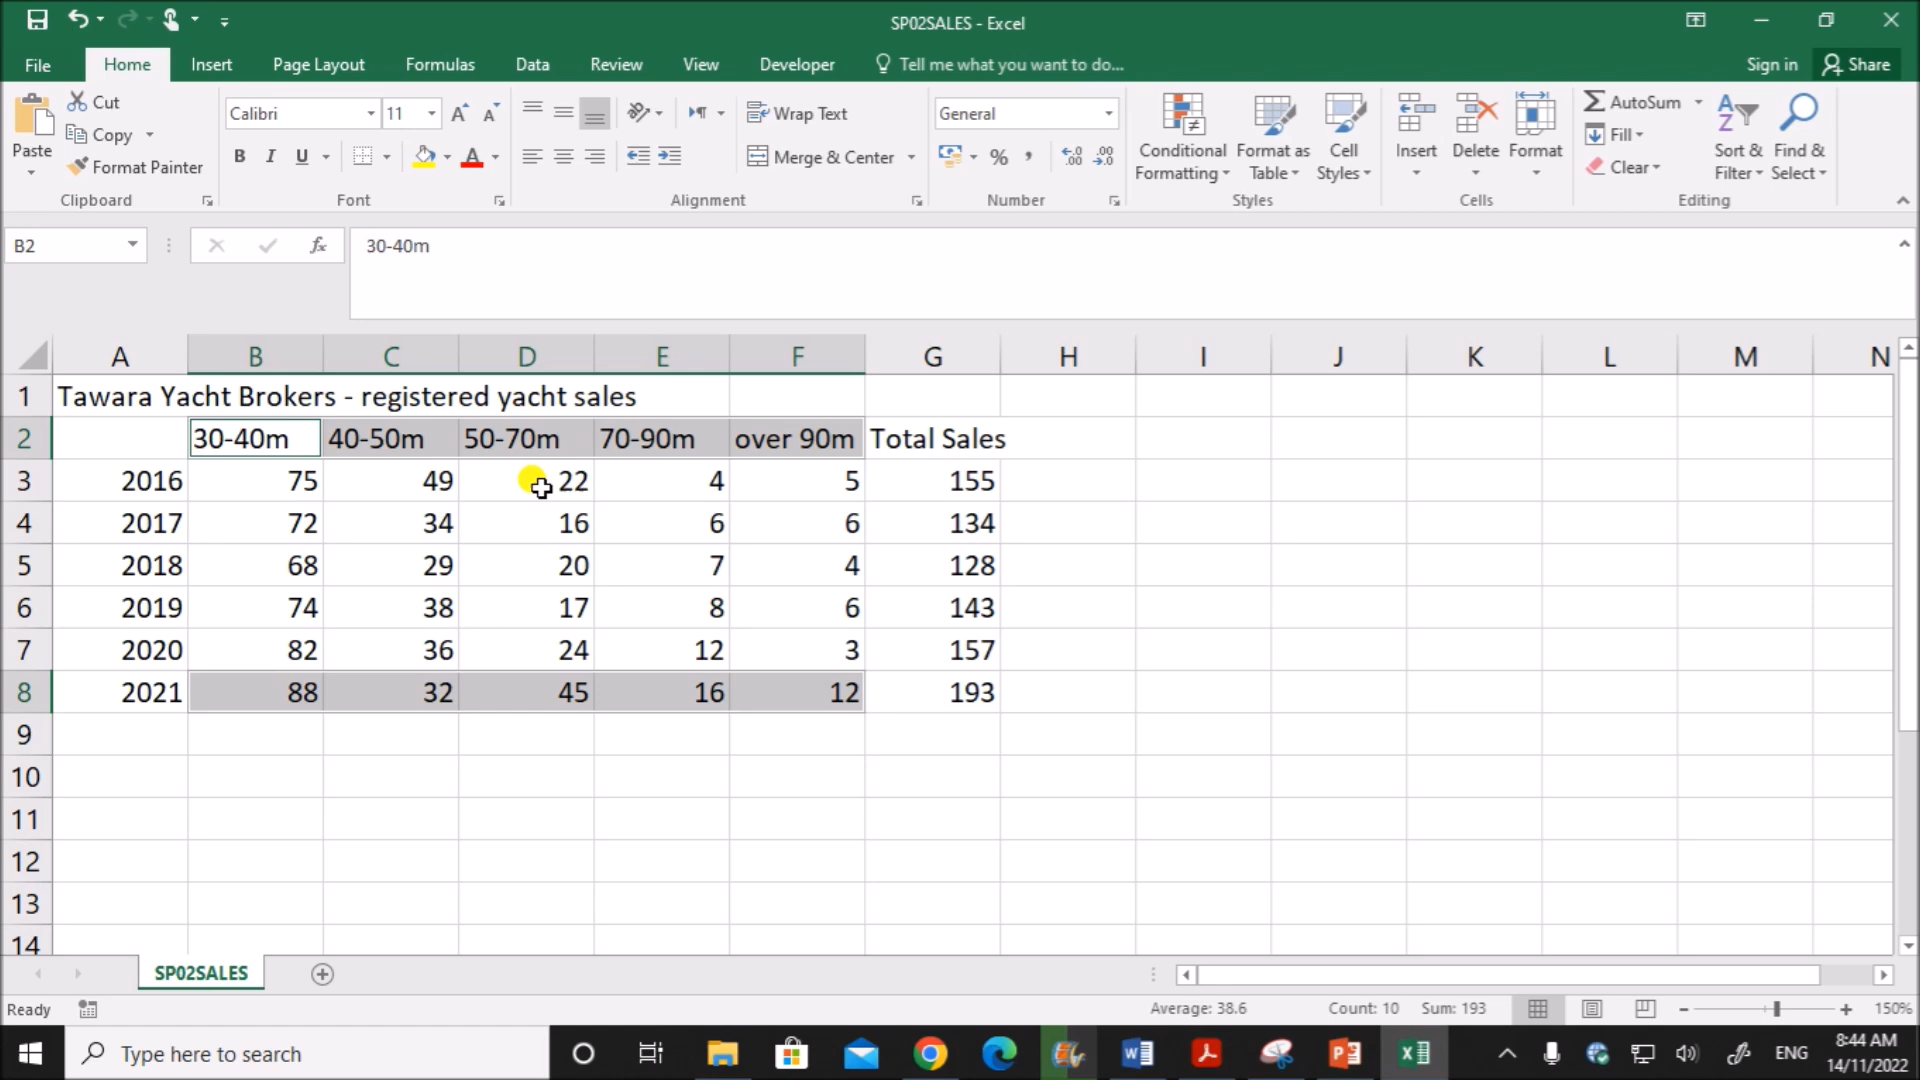 SP02SALES - Excel
File Home Insert Page Layout Formulas Data Review View Developer Tell me what you want to do... Sign in Share
Paste
Cut
Copy
Format Painter
Clipboard
Calibri 11
B I U
Font
Wrap Text
Merge & Center
Alignment
General
% ,
Number
Conditional Formatting
Format as Table
Cell Styles
Styles
Insert Delete Format
Cells
AutoSum
Fill
Clear
Sort & Filter
Find & Select
Editing
B2 fx 30-40m
A B C D E F G H I J K L M N
1 Tawara Yacht Brokers - registered yacht sales
2 30-40m 40-50m 50-70m 70-90m over 90m Total Sales
3 2016 75 49 22 4 5 155
4 2017 72 34 16 6 6 134
5 2018 68 29 20 7 4 128
6 2019 74 38 17 8 6 143
7 2020 82 36 24 12 3 157
8 2021 88 32 45 16 12 193
9
10
11
12
13
14
SP02SALES
Ready Average: 38.6 Count: 10 Sum: 193 150%
Type here to search ENG 8:44 AM
14/11/2022